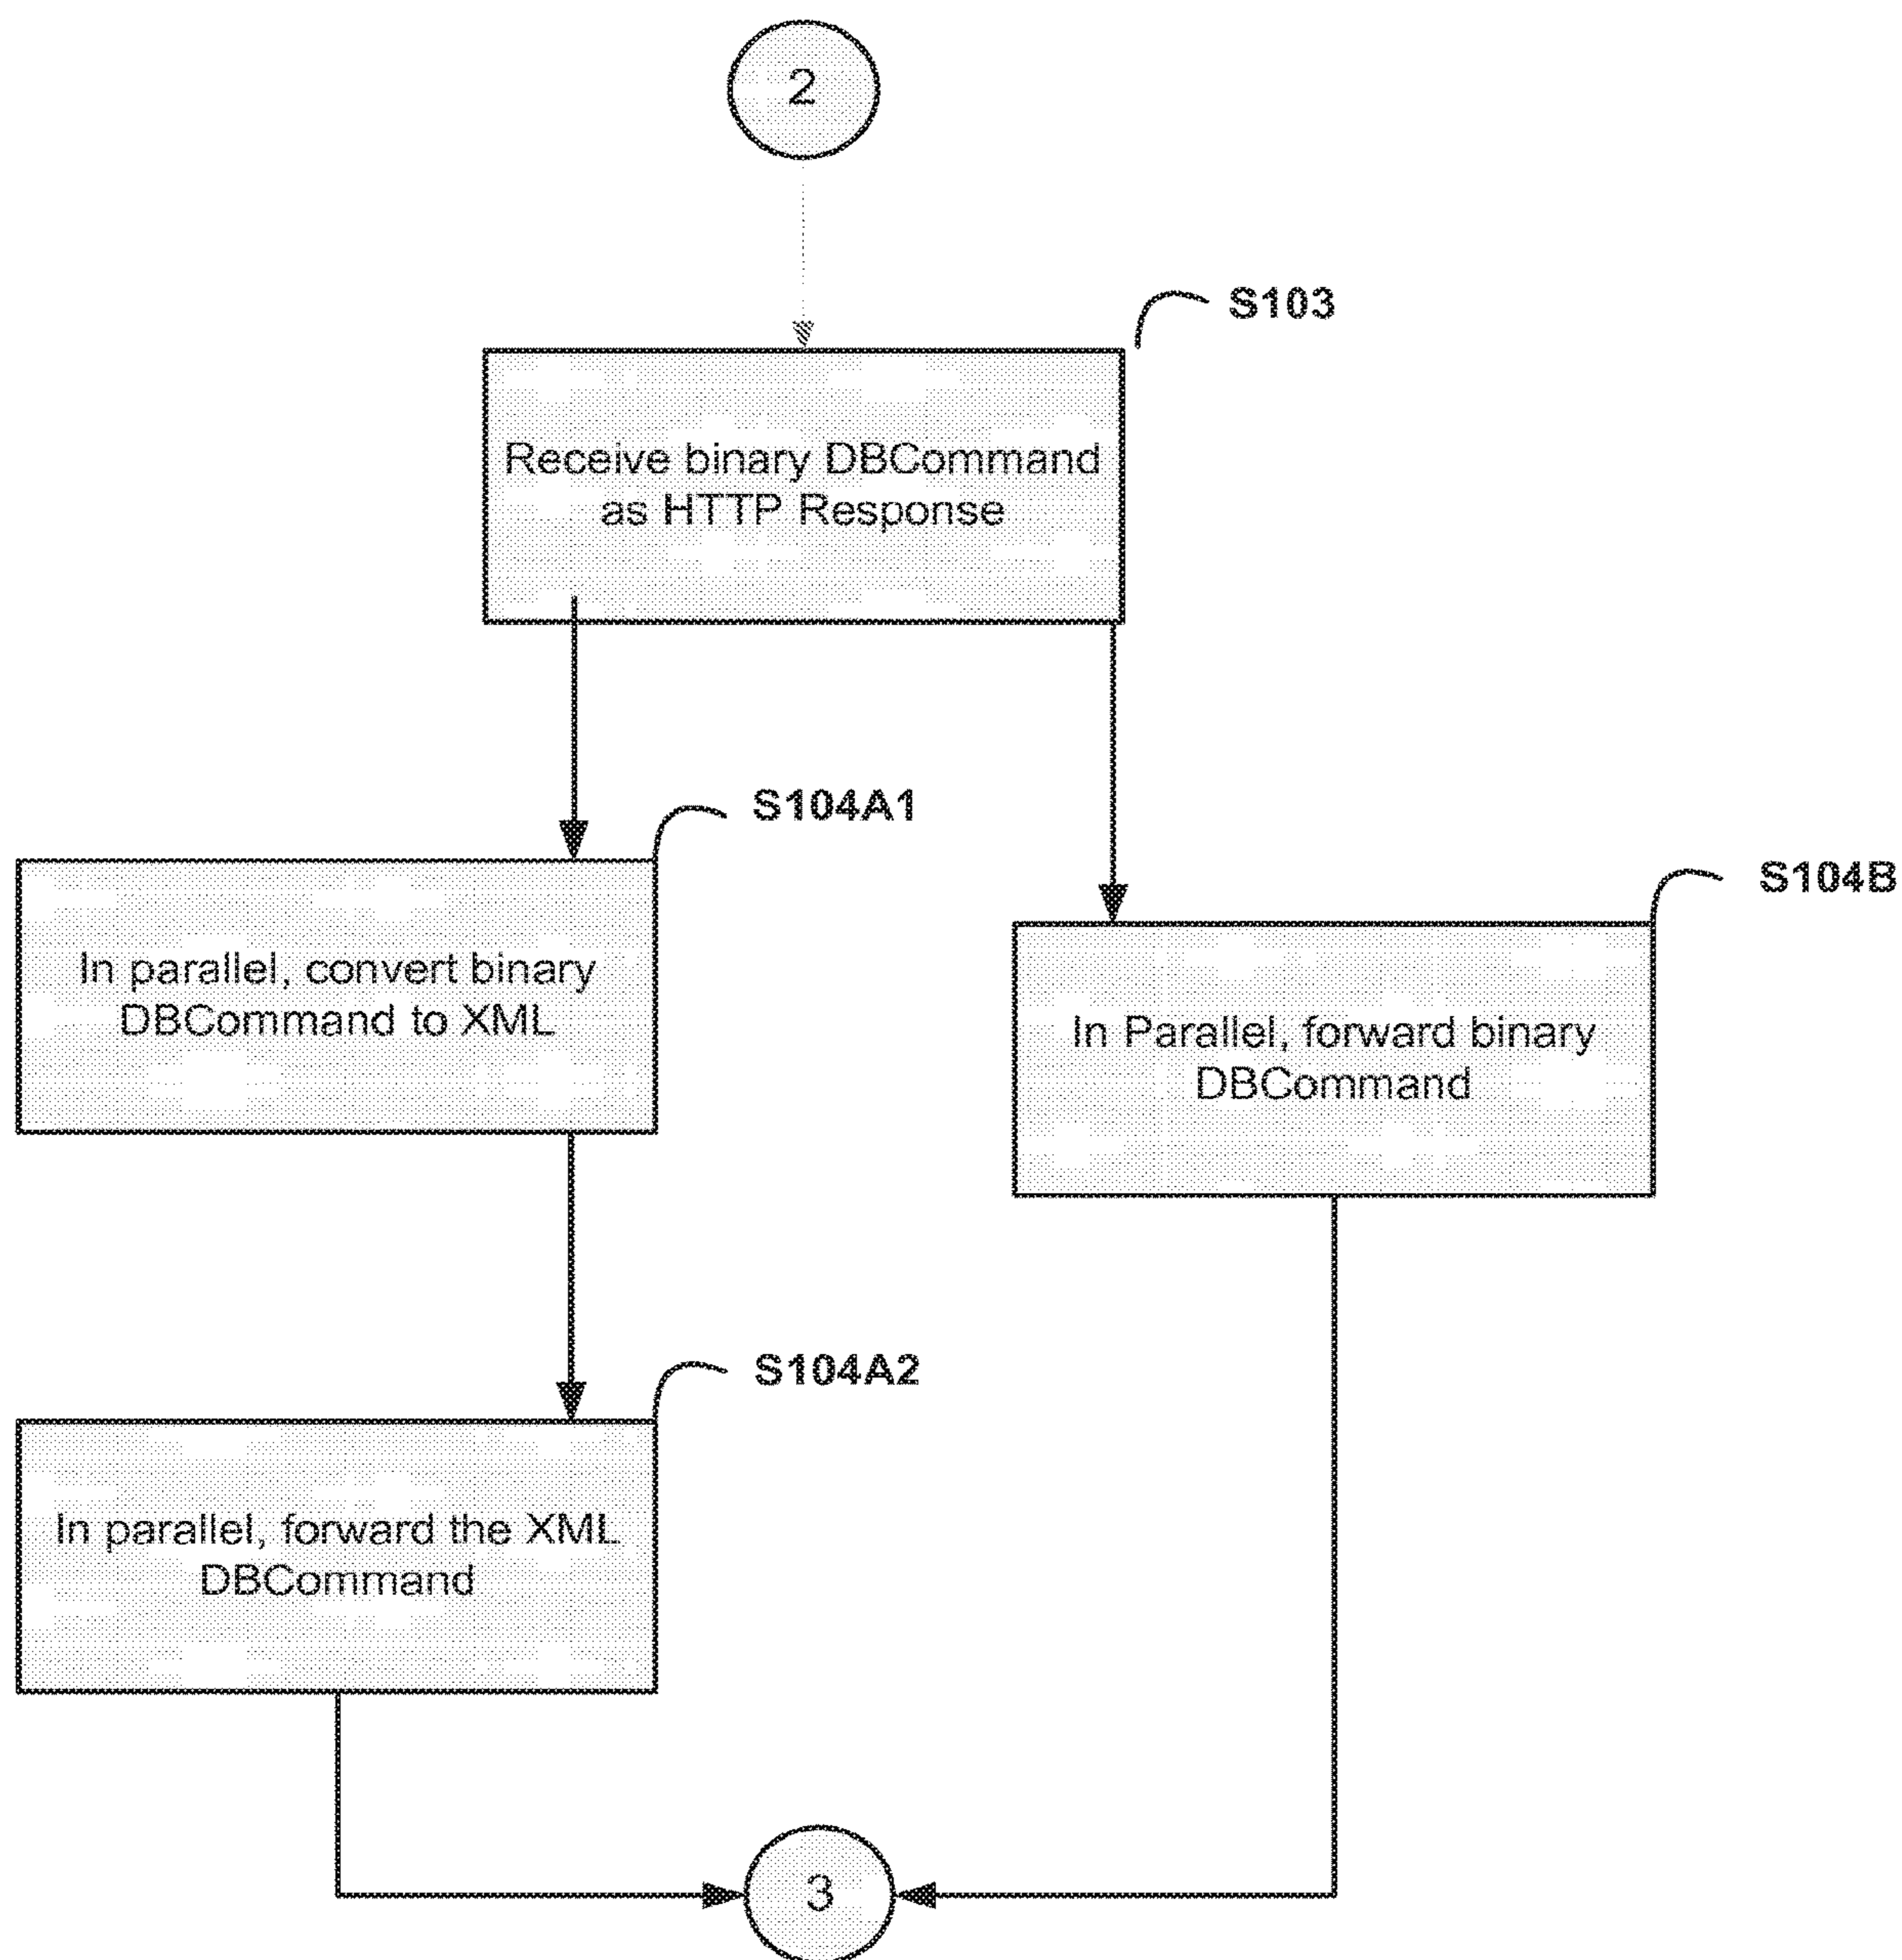 2
S103
Receive binary DBCommand
as HTTP Response
S104A1
In parallel, convert binary
DBCommand to XML
S104B
In Parallel, forward binary
DBCommand
S104A2
In parallel, forward the XML
DBCommand
3